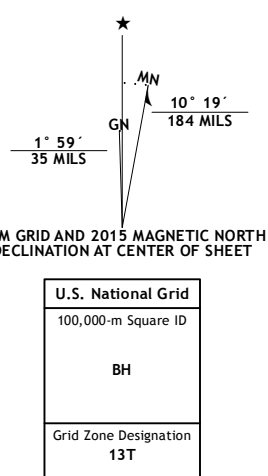 ★
MN
GN
10° 19´
184 MILS
1° 59´
35 MILS
M GRID AND 2015 MAGNETIC NORTH
DECLINATION AT CENTER OF SHEET
U.S. National Grid
100,000-m Square ID
BH
Grid Zone Designation
13T